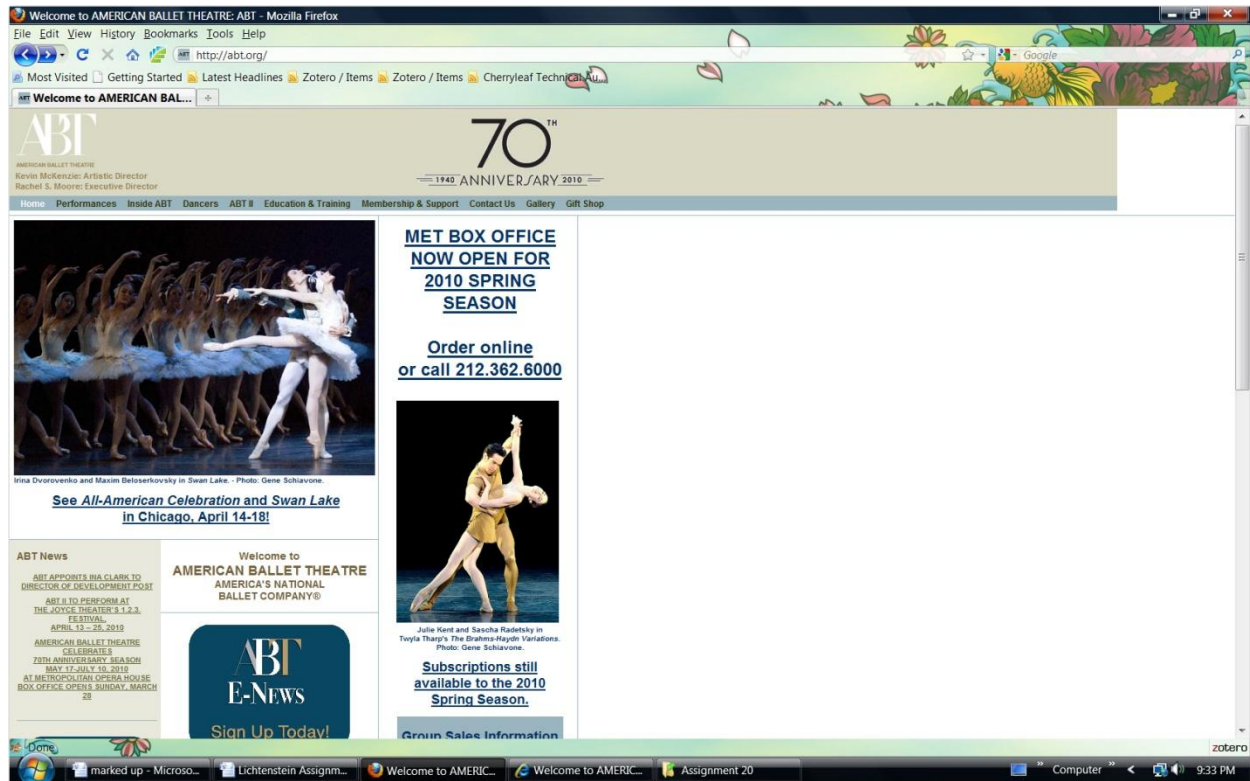 Welcome to AMERICAN BALLET THEATRE: ABT - Mozilla Firefox
File Edit View History Bookmarks Tools Help
ABT http://abt.org/
Google
Most Visited Getting Started Latest Headlines Zotero / Items Zotero / Items Cherryleaf Technical Au...
ABT Welcome to AMERICAN BAL...
ABT
AMERICAN BALLET THEATRE
Kevin McKenzie: Artistic Director
Rachel S. Moore: Executive Director
70TH
1940 ANNIVERSARY 2010
Home Performances Inside ABT Dancers ABT II Education & Training Membership & Support Contact Us Gallery Gift Shop
Irina Dvorovenko and Maxim Beloserkovsky in Swan Lake. - Photo: Gene Schiavone.
See All-American Celebration and Swan Lake
in Chicago, April 14-18!
ABT News
ABT APPOINTS INA CLARK TO
DIRECTOR OF DEVELOPMENT POST
ABT II TO PERFORM AT
THE JOYCE THEATER'S 1.2.3.
FESTIVAL,
APRIL 13 – 25, 2010
AMERICAN BALLET THEATRE
CELEBRATES
70TH ANNIVERSARY SEASON
MAY 17-JULY 10, 2010
AT METROPOLITAN OPERA HOUSE
BOX OFFICE OPENS SUNDAY, MARCH
28
Welcome to
AMERICAN BALLET THEATRE
AMERICA'S NATIONAL
BALLET COMPANY®
ABT
E-NEWS
Sign Up Today!
MET BOX OFFICE
NOW OPEN FOR
2010 SPRING
SEASON
Order online
or call 212.362.6000
Julie Kent and Sascha Radetsky in
Twyla Tharp's The Brahms-Haydn Variations.
Photo: Gene Schiavone.
Subscriptions still
available to the 2010
Spring Season.
Group Sales Information
Done
zotero
marked up - Microso... Lichtenstein Assignm... Welcome to AMERIC... Welcome to AMERIC... Assignment 20 Computer 9:33 PM